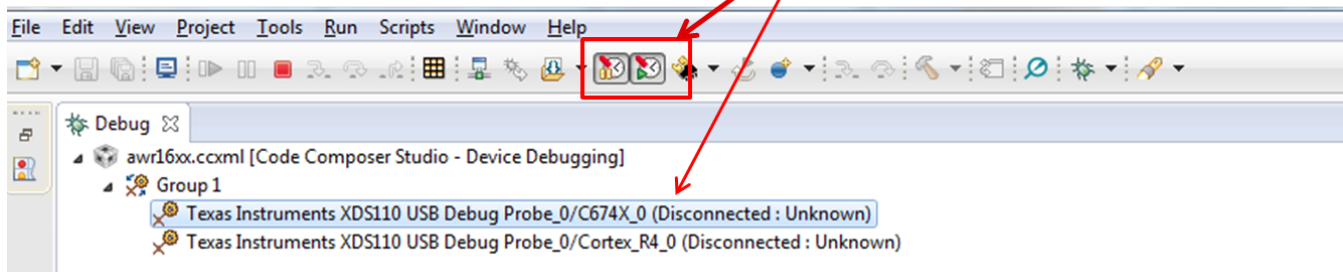 File Edit View Project Tools Run Scripts Window Help
Debug
awr16xx.ccxml [Code Composer Studio - Device Debugging]
Group 1
Texas Instruments XDS110 USB Debug Probe_0/C674X_0 (Disconnected : Unknown)
Texas Instruments XDS110 USB Debug Probe_0/Cortex_R4_0 (Disconnected : Unknown)